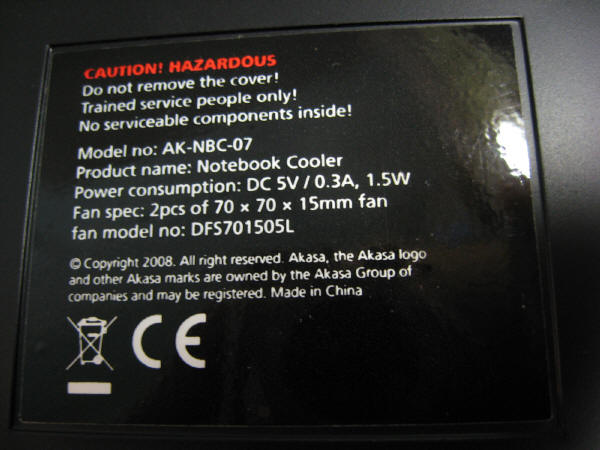 CAUTION! HAZARDOUS
Do not remove the cover!
Trained service people only!
No serviceable components inside!
Model no: AK-NBC-07
Product name: Notebook Cooler
Power consumption: DC 5V / 0.3A, 1.5W
Fan spec: 2pcs of 70 x 70 x 15mm fan
fan model no: DFS701505L
© Copyright 2008. All right reserved. Akasa, the Akasa logo
and other Akasa marks are owned by the Akasa Group of
companies and may be registered. Made in China
CE